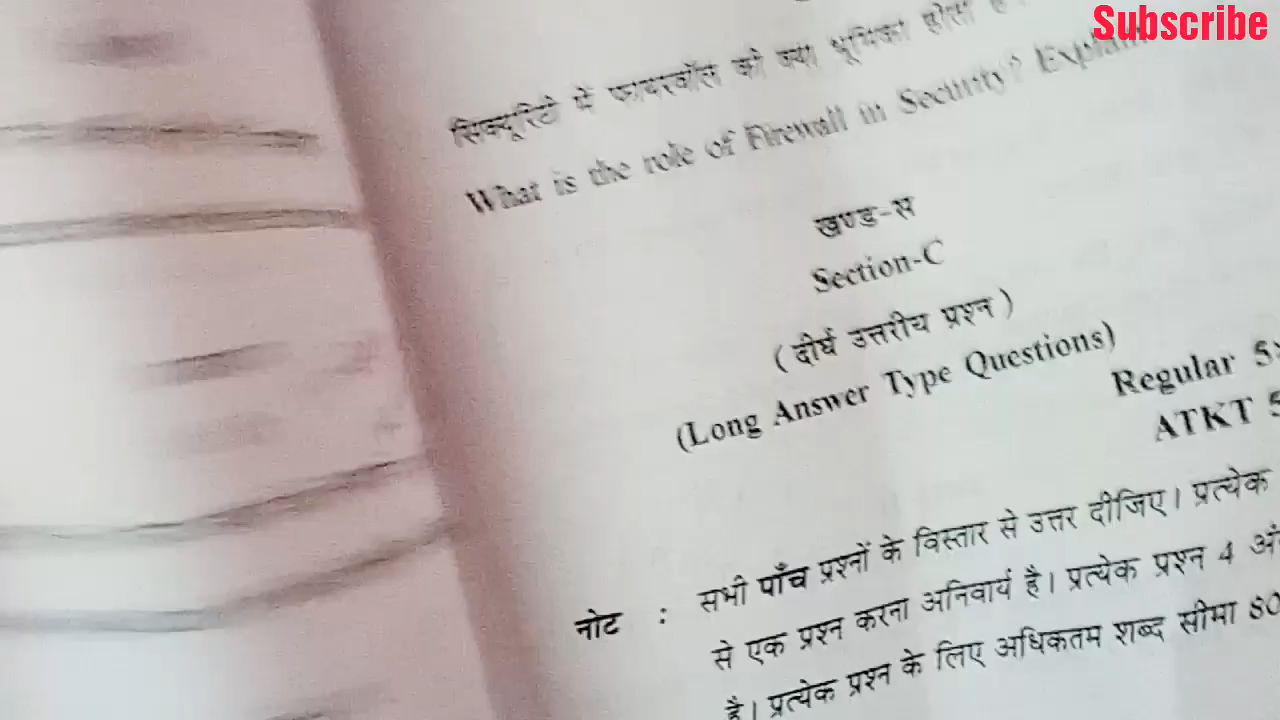 Subscribe
सिक्यूरिटी में फायरवॉल की क्या भूमिका होती है
What is the role of Firewall in Security? Explain
खण्ड-स
Section-C
(दीर्घ उत्तरीय प्रश्न)
(Long Answer Type Questions)
Regular 5
ATKT 5
नोट : सभी पाँच प्रश्नों के विस्तार से उत्तर दीजिए। प्रत्येक
से एक प्रश्न करना अनिवार्य है। प्रत्येक प्रश्न 4
है। प्रत्येक प्रश्न के लिए अधिकतम शब्द सीमा